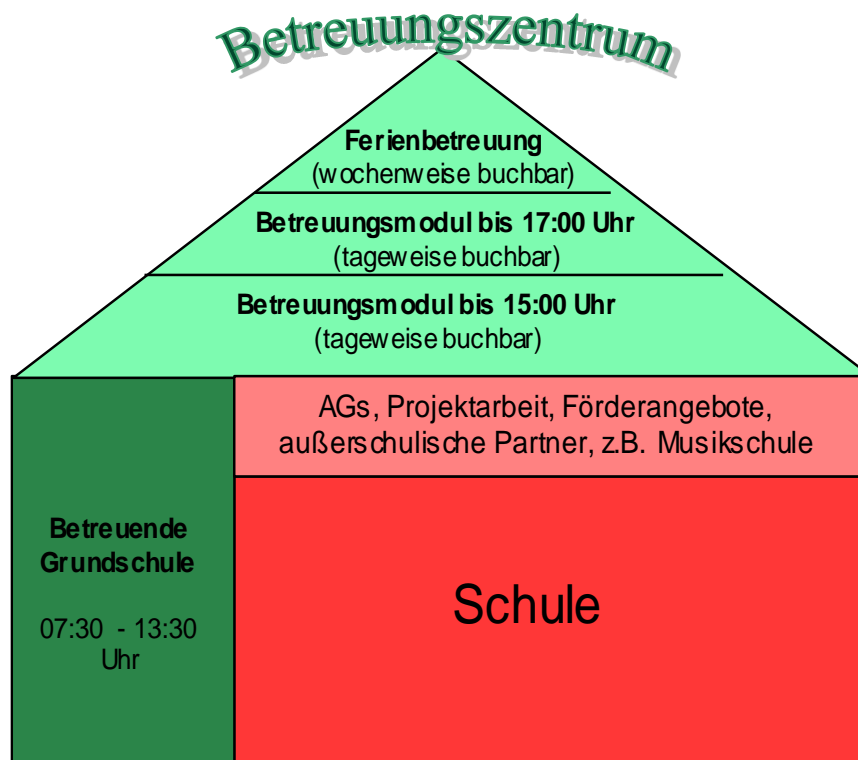 Betreuungszentrum
Ferienbetreuung
(wochenweise buchbar)
Betreuungsmodul bis 17:00 Uhr
(tageweise buchbar)
Betreuungsmodul bis 15:00 Uhr
(tageweise buchbar)
AGs, Projektarbeit, Förderangebote,
außerschulische Partner, z.B. Musikschule
Betreuende
Grundschule
07:30 - 13:30
Uhr
Schule